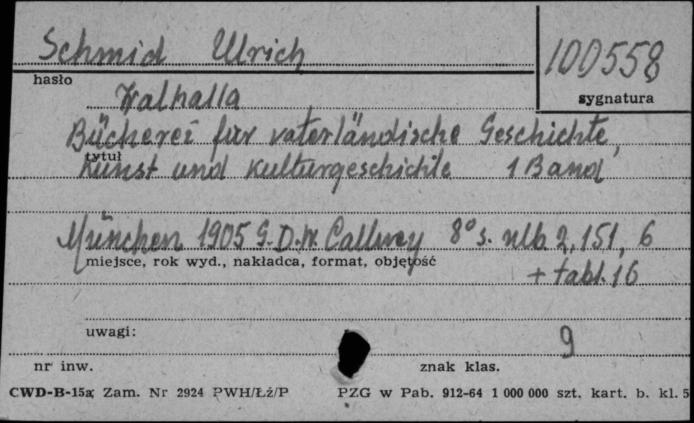 Schmid Ulrich
100558
hasło
sygnatura
Walhalla
Bücherei für vaterländische Geschichte,
tytuł
Kunst und Kulturgeschichte 1 Band
München 1905 G.D.W. Callwey 8° s. nlb 2, 151, 6
miejsce, rok wyd., nakładca, format, objętość
+ tabl. 16
uwagi:
9
nr inw.
znak klas.
CWD-B-15a; Zam. Nr 2924 PWH/Łź/P PZG w Pab. 912-64 1 000 000 szt. kart. b. kl. 5